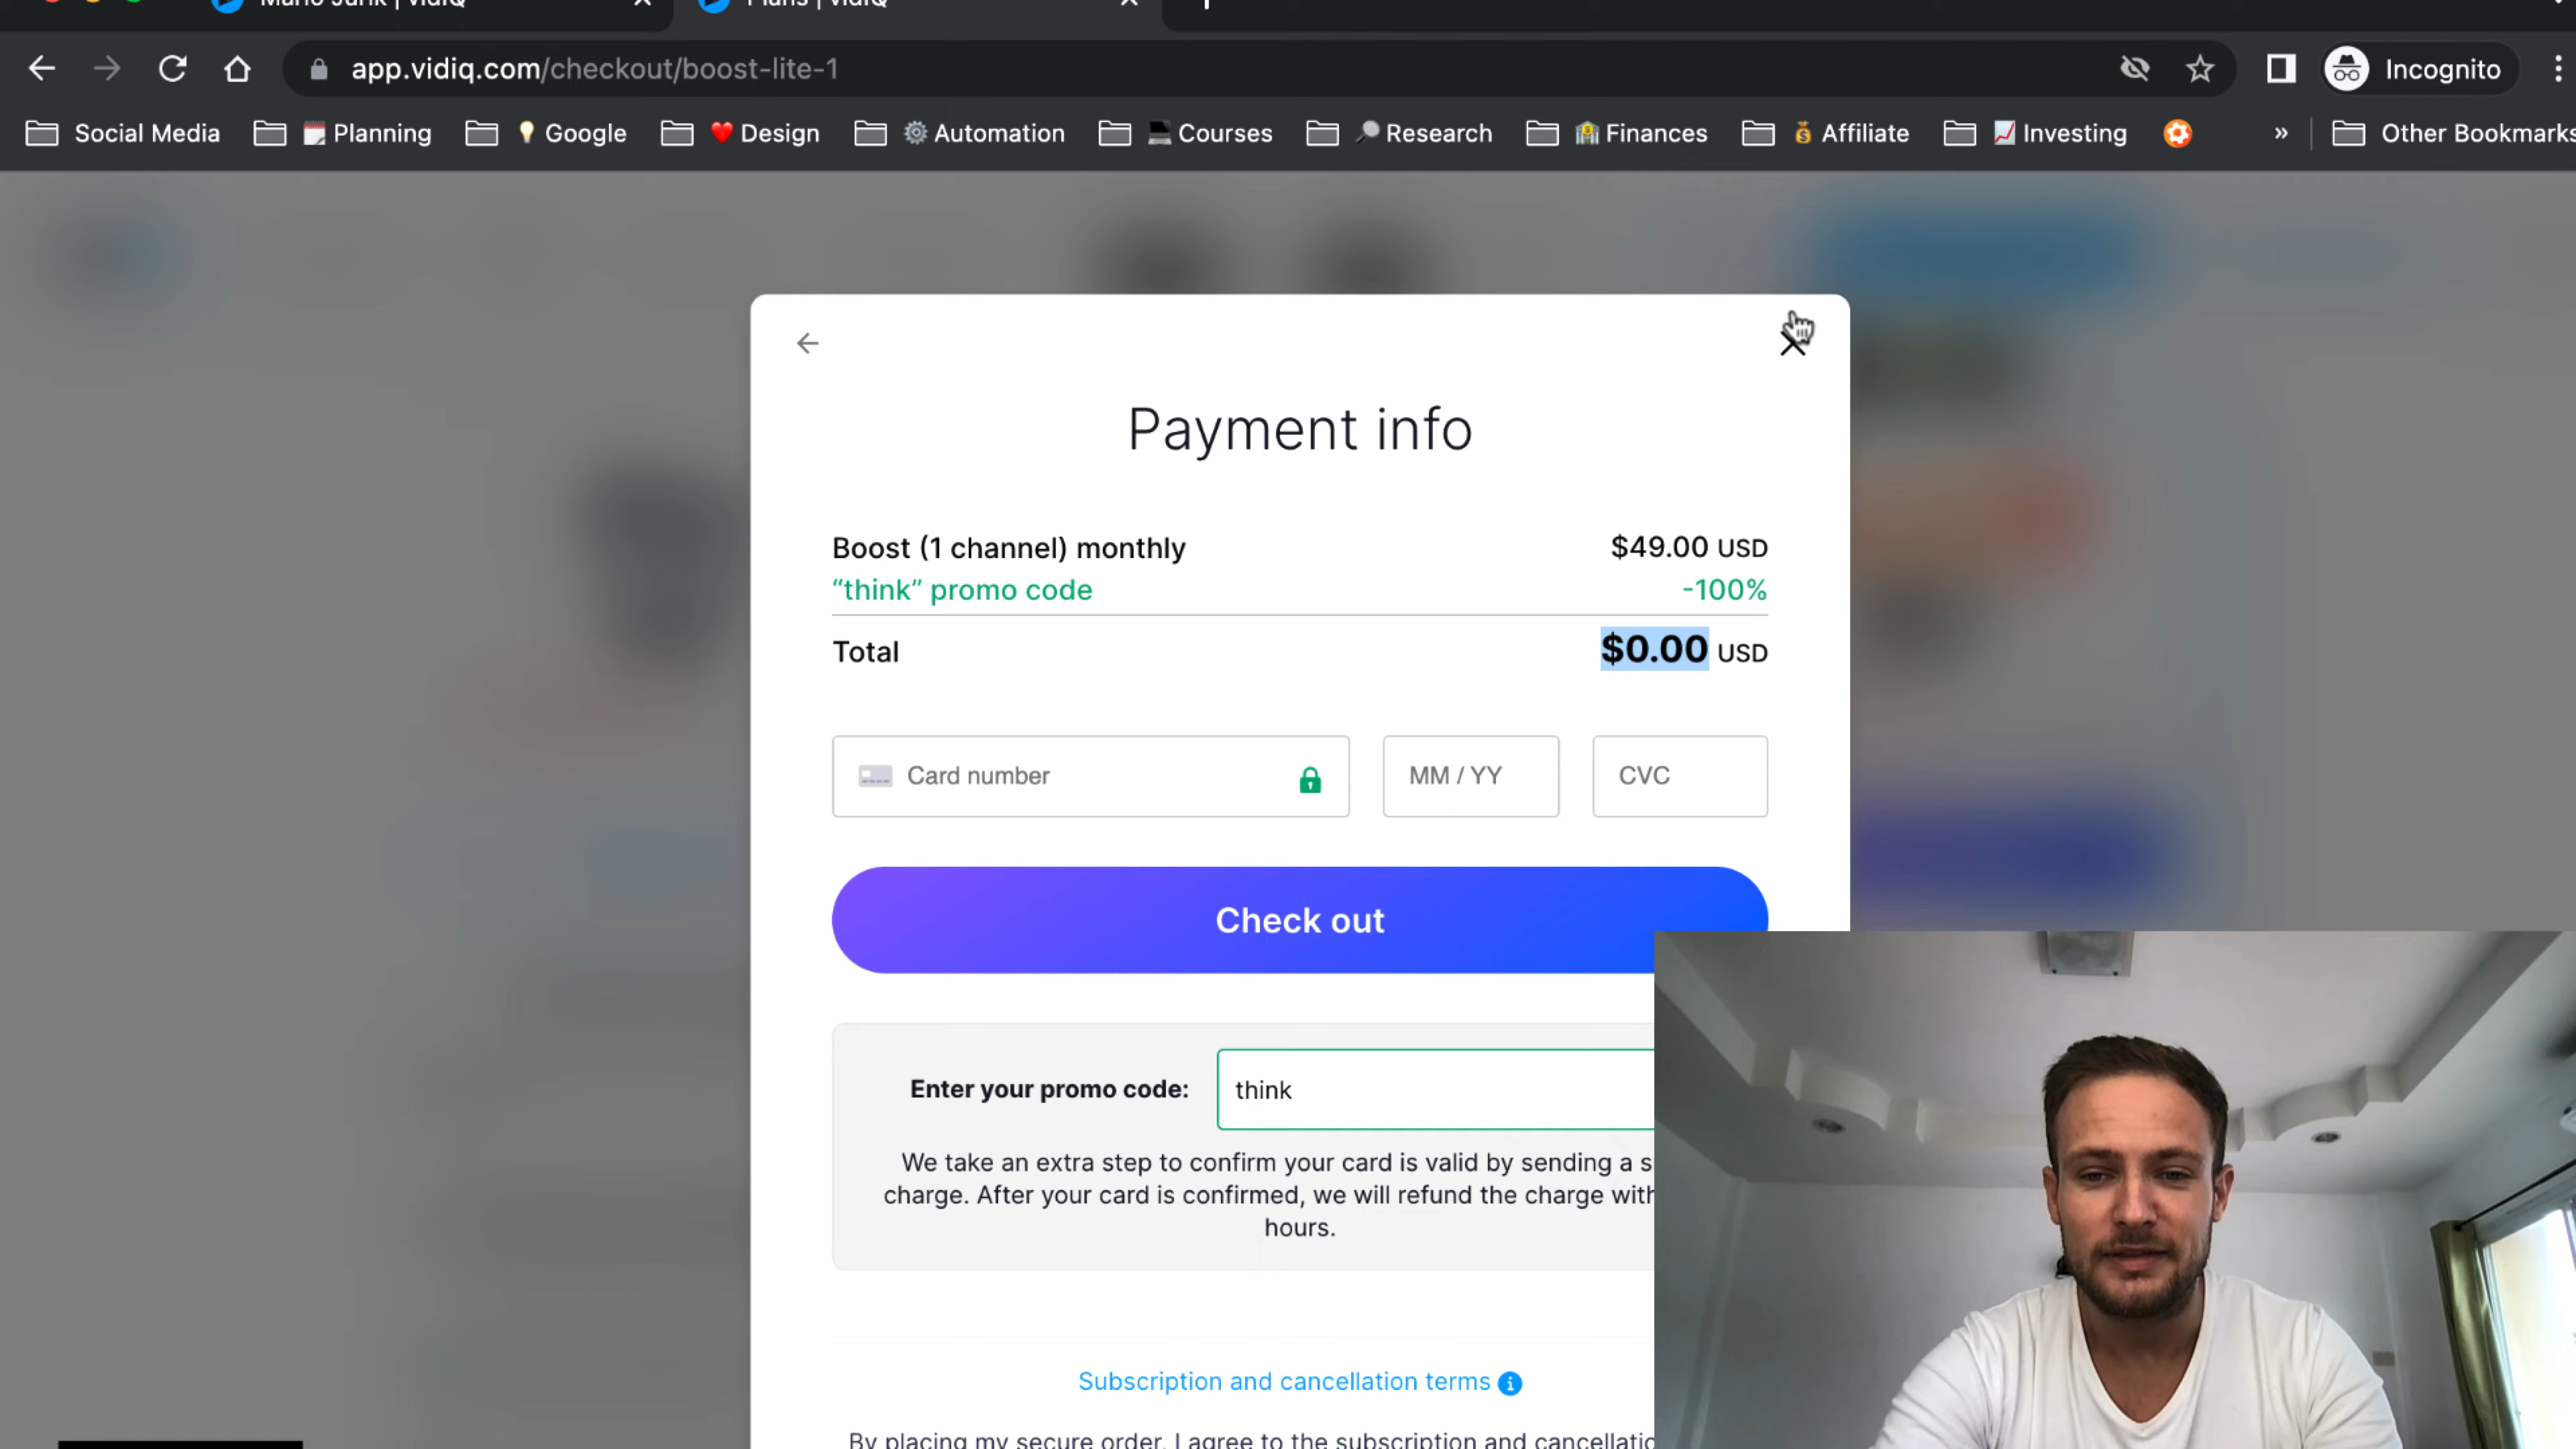 Plans | vidIQ
app.vidiq.com/checkout/boost-lite-1
Incognito
Social Media Planning Google Design Automation Courses Research Finances Affiliate Investing » Other Bookmarks
Payment info
Boost (1 channel) monthly $49.00 USD
“think” promo code -100%
Total $0.00 USD
Card number MM / YY CVC
Check out
Enter your promo code: think
We take an extra step to confirm your card is valid by sending a s
charge. After your card is confirmed, we will refund the charge with
hours.
Subscription and cancellation terms
By placing my secure order, I agree to the subscription and cancellatio